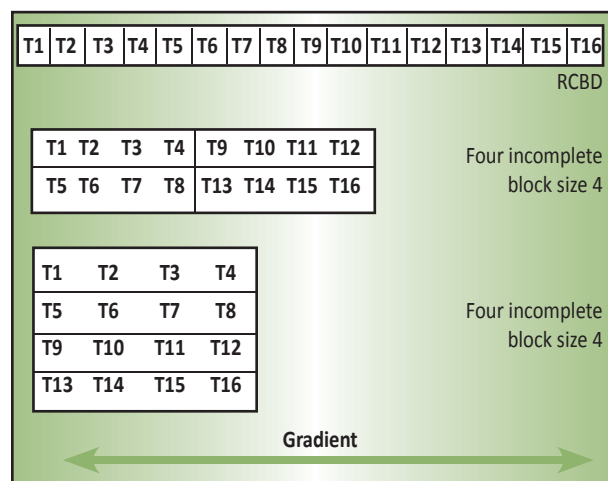 T1 T2 T3 T4 T5 T6 T7 T8 T9 T10 T11 T12 T13 T14 T15 T16
RCBD
T1 T2 T3 T4 T9 T10 T11 T12
T5 T6 T7 T8 T13 T14 T15 T16
Four incomplete
block size 4
T1 T2 T3 T4
T5 T6 T7 T8
T9 T10 T11 T12
T13 T14 T15 T16
Four incomplete
block size 4
Gradient